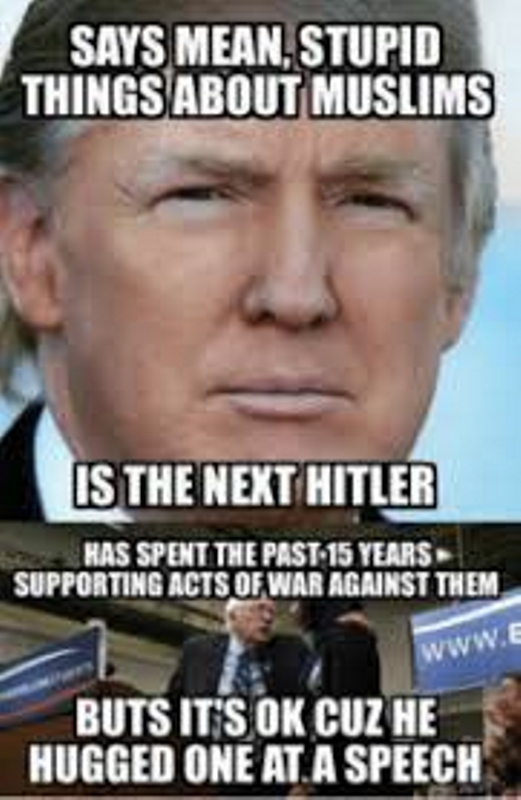 SAYS MEAN, STUPID
THINGS ABOUT MUSLIMS
IS THE NEXT HITLER
HAS SPENT THE PAST 15 YEARS
SUPPORTING ACTS OF WAR AGAINST THEM
WWW.
BUTS IT'S OK CUZ HE
HUGGED ONE AT A SPEECH